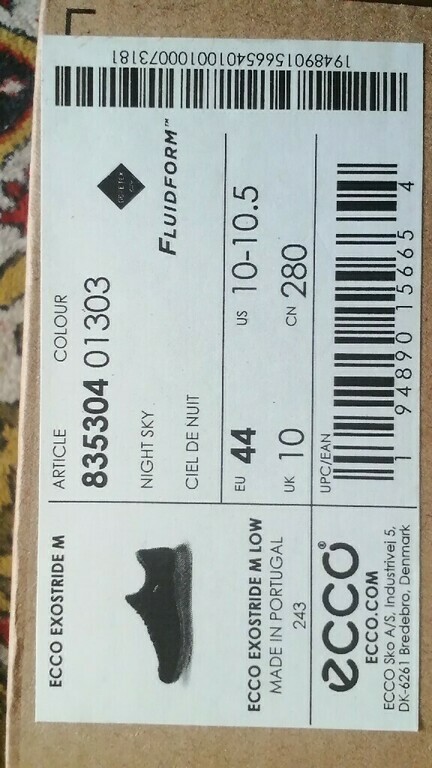 ECCO EXOSTRIDE M
ECCO EXOSTRIDE M LOW
MADE IN PORTUGAL
243
ecco®
ECCO.COM
ECCO Sko A/S, Industrivej 5,
DK-6261 Bredebro, Denmark
ARTICLE COLOUR
835304 01303
NIGHT SKY
CIEL DE NUIT
GORE-TEX
FLUIDFORM™
EU 44 US 10-10.5
UK 10 CN 280
UPC/EAN
1 94890 15665 4
19489015665401001000073181